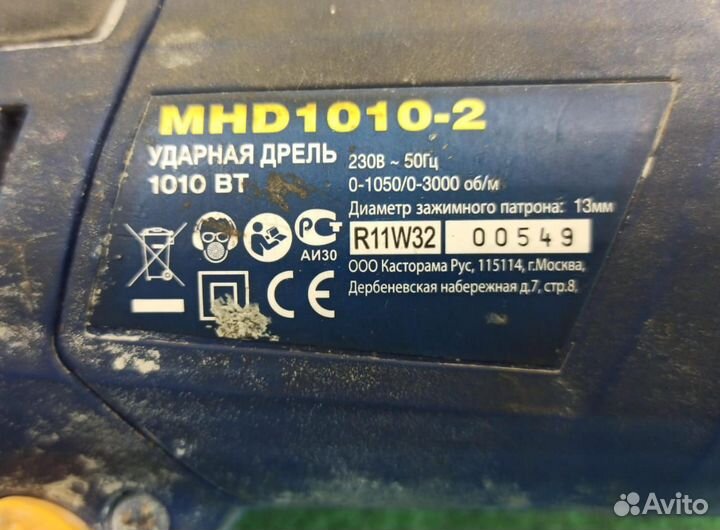 MHD1010-2
УДАРНАЯ ДРЕЛЬ
1010 ВТ
230В ~ 50Гц
0-1050/0-3000 об/м
Диаметр зажимного патрона: 13мм
R11W32 00549
АИ30
CE
ООО Касторама Рус, 115114, г.Москва,
Дербеневская набережная д.7, стр.8,
Avito